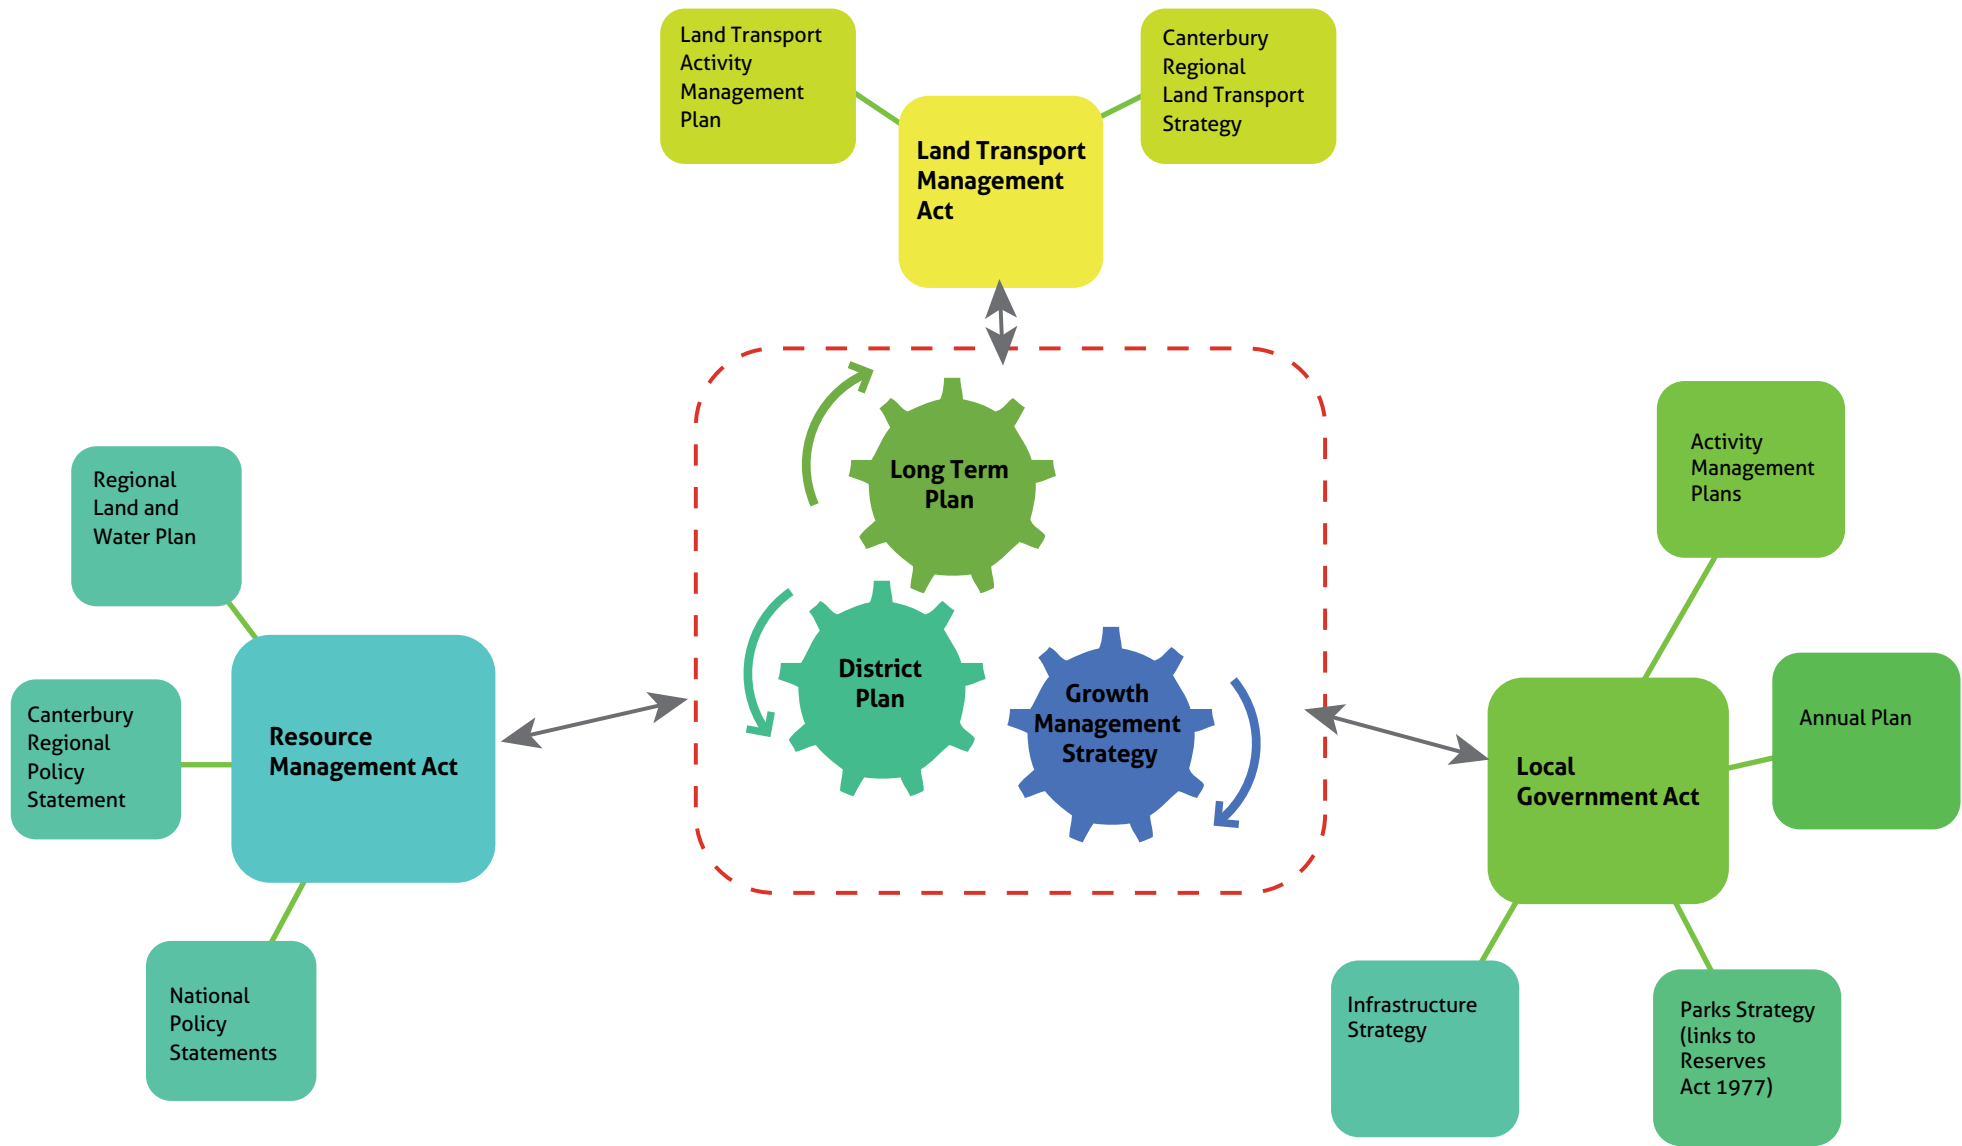 Land Transport
Activity
Management
Plan
Canterbury
Regional
Land Transport
Strategy
Land Transport
Management
Act
Long Term
Plan
District
Plan
Growth
Management
Strategy
Regional
Land and
Water Plan
Canterbury
Regional
Policy
Statement
Resource
Management Act
National
Policy
Statements
Activity
Management
Plans
Annual Plan
Local
Government Act
Infrastructure
Strategy
Parks Strategy
(links to
Reserves
Act 1977)